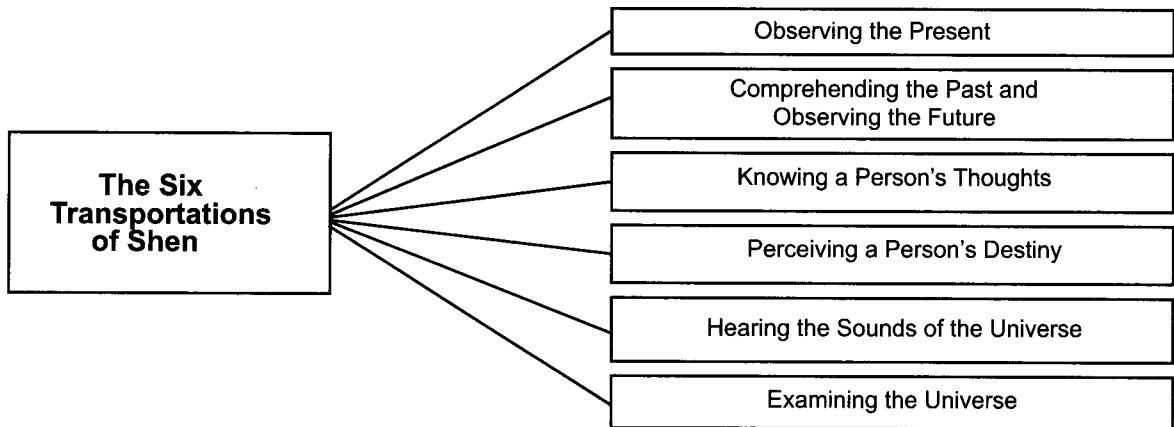 The Six
Transportations
of Shen
Observing the Present
Comprehending the Past and
Observing the Future
Knowing a Person's Thoughts
Perceiving a Person's Destiny
Hearing the Sounds of the Universe
Examining the Universe